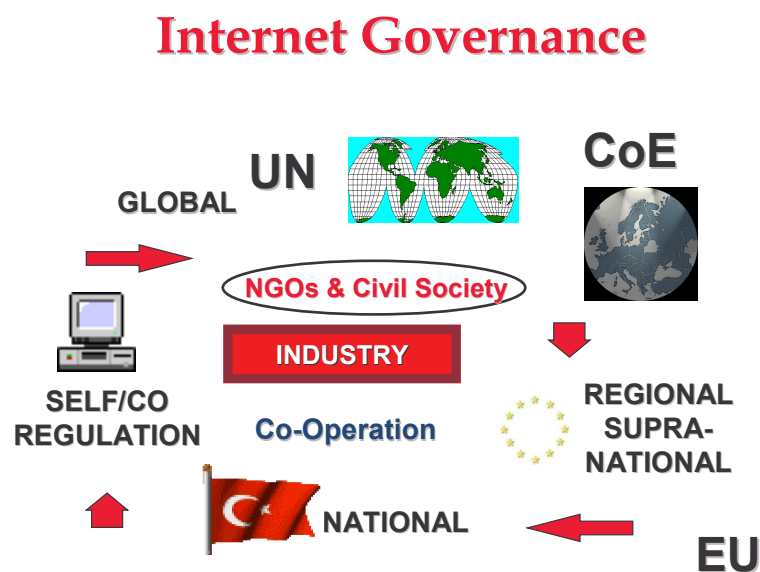 Internet Governance
UN
CoE
GLOBAL
NGOs & Civil Society
INDUSTRY
SELF/CO
REGULATION
Co-Operation
REGIONAL
SUPRA-
NATIONAL
NATIONAL
EU